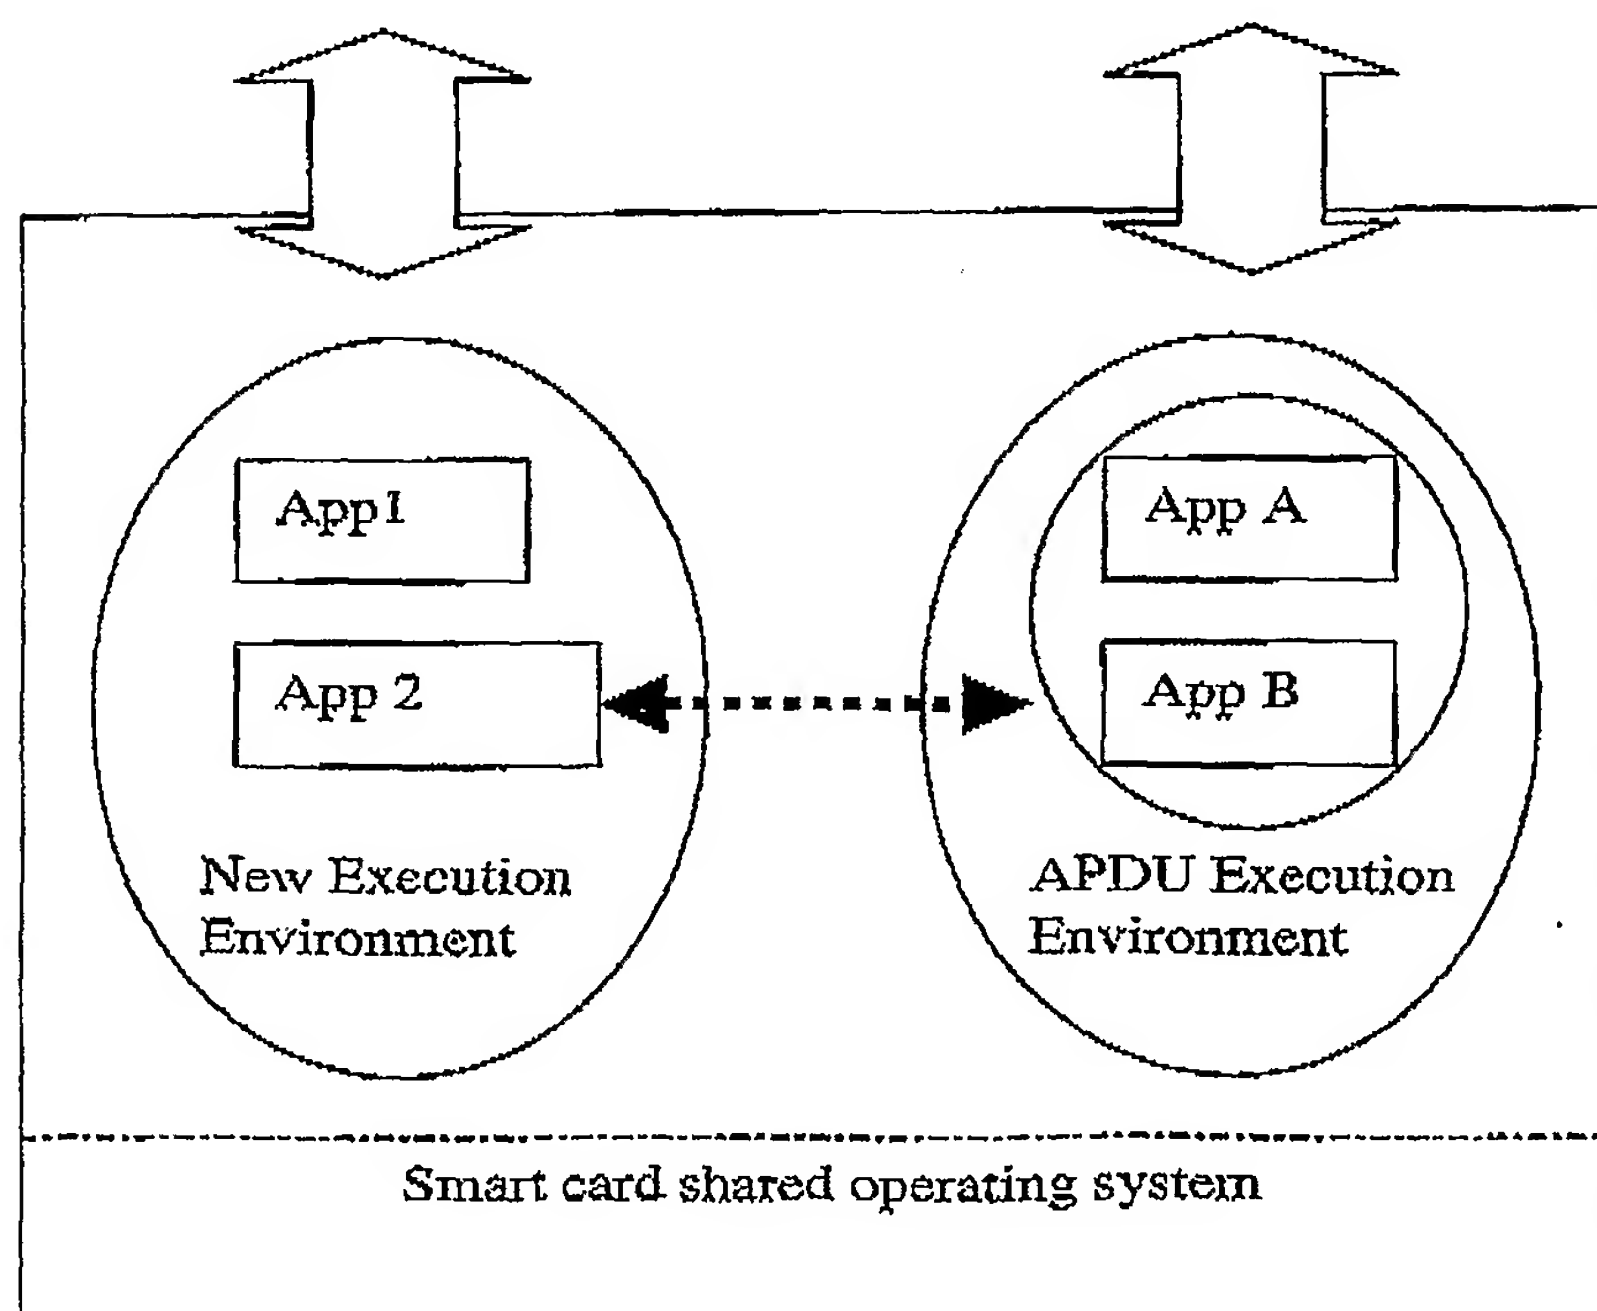 App1
App A
App 2
App B
New Execution
Environment
APDU Execution
Environment
Smart card shared operating system